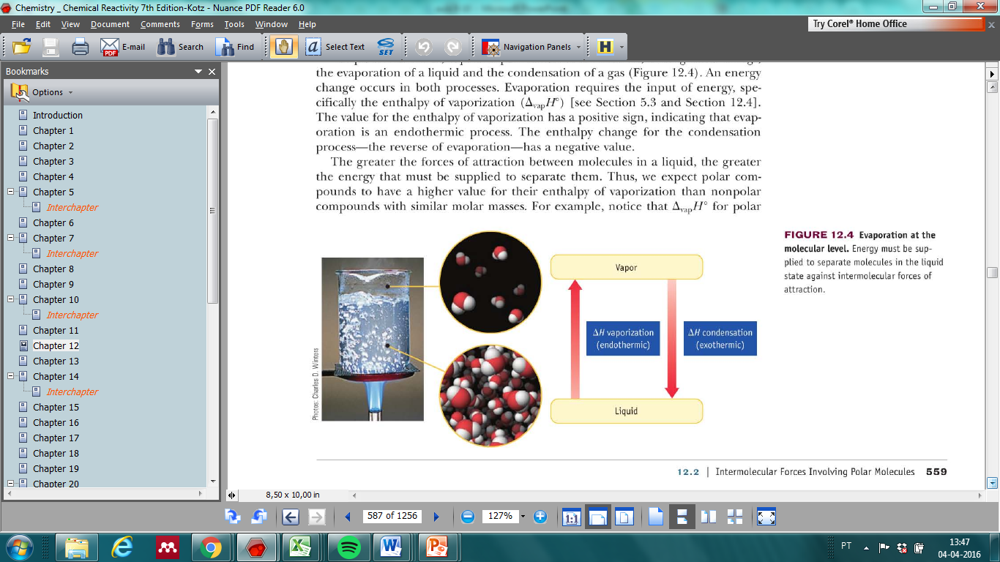 Chemistry _ Chemical Reactivity 7th Edition-Kotz - Nuance PDF Reader 6.0
File Edit View Document Comments Forms Tools Window Help
Try Corel® Home Office
PDF
E-mail
Search
Find
a
Select Text
SET
Navigation Panels
H
Bookmarks
Options
Introduction
Chapter 1
Chapter 2
Chapter 3
Chapter 4
Chapter 5
Interchapter
Chapter 6
Chapter 7
Interchapter
Chapter 8
Chapter 9
Chapter 10
Interchapter
Chapter 11
Chapter 12
Chapter 13
Chapter 14
Interchapter
Chapter 15
Chapter 16
Chapter 17
Chapter 18
Chapter 19
Chapter 20
the evaporation of a liquid and the condensation of a gas (Figure 12.4). An energy
change occurs in both processes. Evaporation requires the input of energy, spe-
cifically the enthalpy of vaporization (ΔvapH°) [see Section 5.3 and Section 12.4].
The value for the enthalpy of vaporization has a positive sign, indicating that evap-
oration is an endothermic process. The enthalpy change for the condensation
process—the reverse of evaporation—has a negative value.
The greater the forces of attraction between molecules in a liquid, the greater
the energy that must be supplied to separate them. Thus, we expect polar com-
pounds to have a higher value for their enthalpy of vaporization than nonpolar
compounds with similar molar masses. For example, notice that ΔvapH° for polar
Photos: Charles D. Winters
Vapor
ΔH vaporization
(endothermic)
ΔH condensation
(exothermic)
Liquid
FIGURE 12.4 Evaporation at the
molecular level. Energy must be sup-
plied to separate molecules in the liquid
state against intermolecular forces of
attraction.
12.2 | Intermolecular Forces Involving Polar Molecules 559
8,50 x 10,00 in
587 of 1256
127%
1:1
PT
13:47
04-04-2016